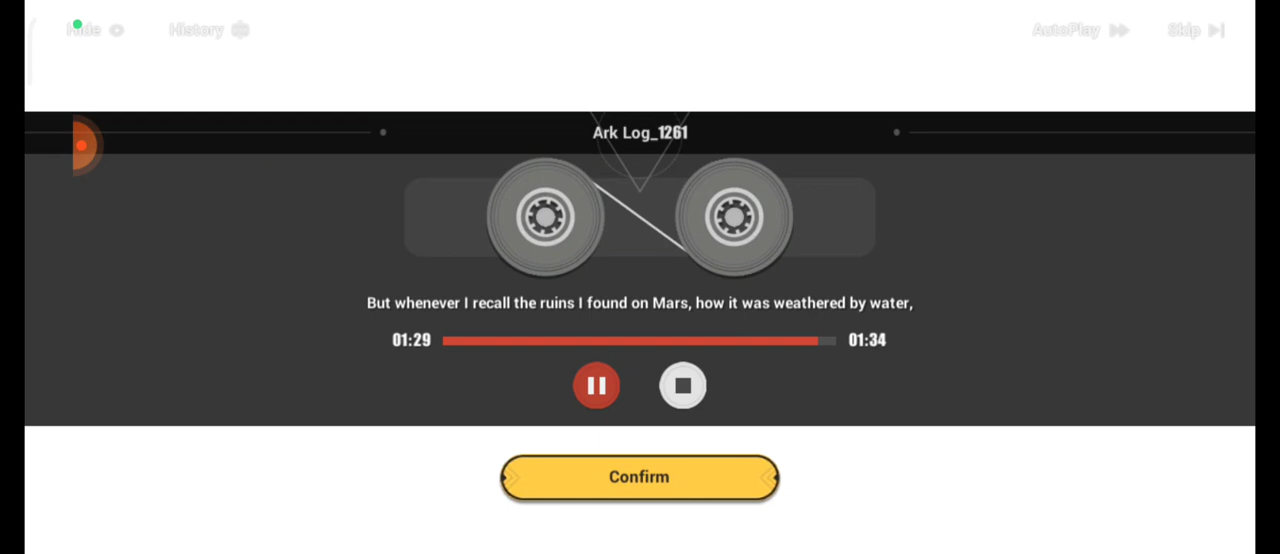 Hide
History
AutoPlay
Skip
Ark Log_1261
But whenever I recall the ruins I found on Mars, how it was weathered by water,
01:29
01:34
Confirm